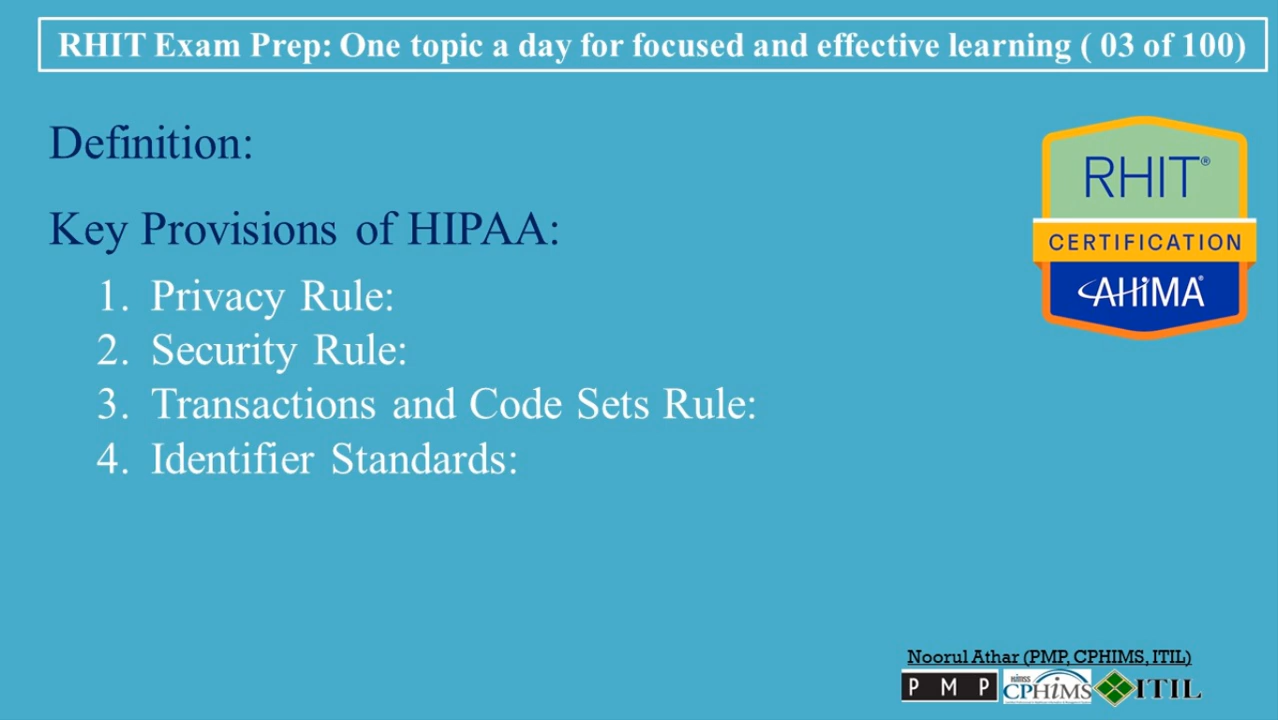 RHIT Exam Prep: One topic a day for focused and effective learning ( 03 of 100)
Definition:
Key Provisions of HIPAA:
1. Privacy Rule:
2. Security Rule:
3. Transactions and Code Sets Rule:
4. Identifier Standards:
RHIT®
CERTIFICATION
AHiMA®
Noorul Athar (PMP, CPHIMS, ITIL)
PMP
himss
CPHiMS
ITIL